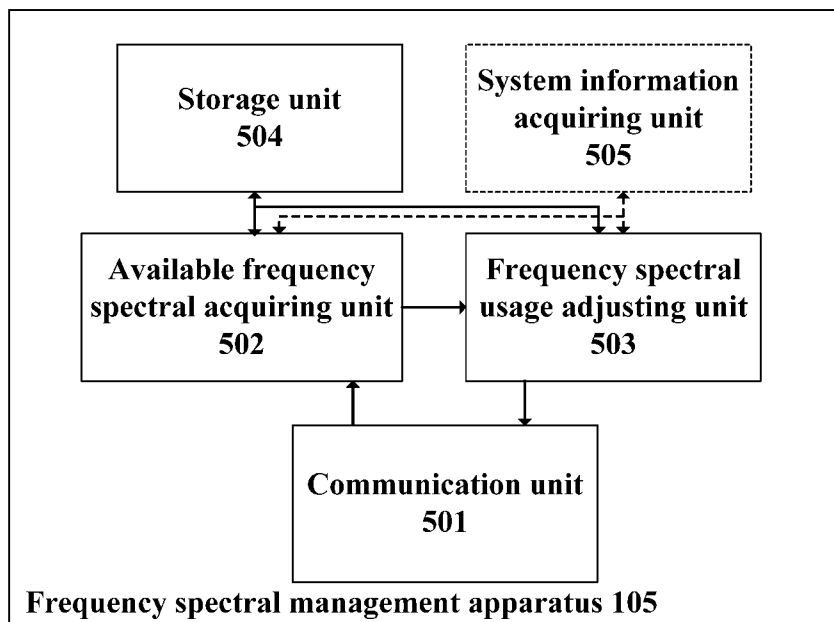 Storage unit
504
System information
acquiring unit
505
Available frequency
spectral acquiring unit
502
Frequency spectral
usage adjusting unit
503
Communication unit
501
Frequency spectral management apparatus 105